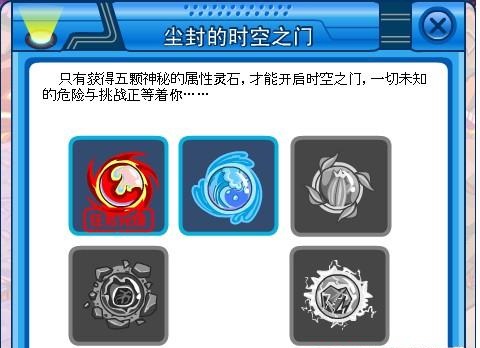 尘封的时空之门
只有获得五颗神秘的属性灵石，才能开启时空之门，一切未知
的危险与挑战正等着你……